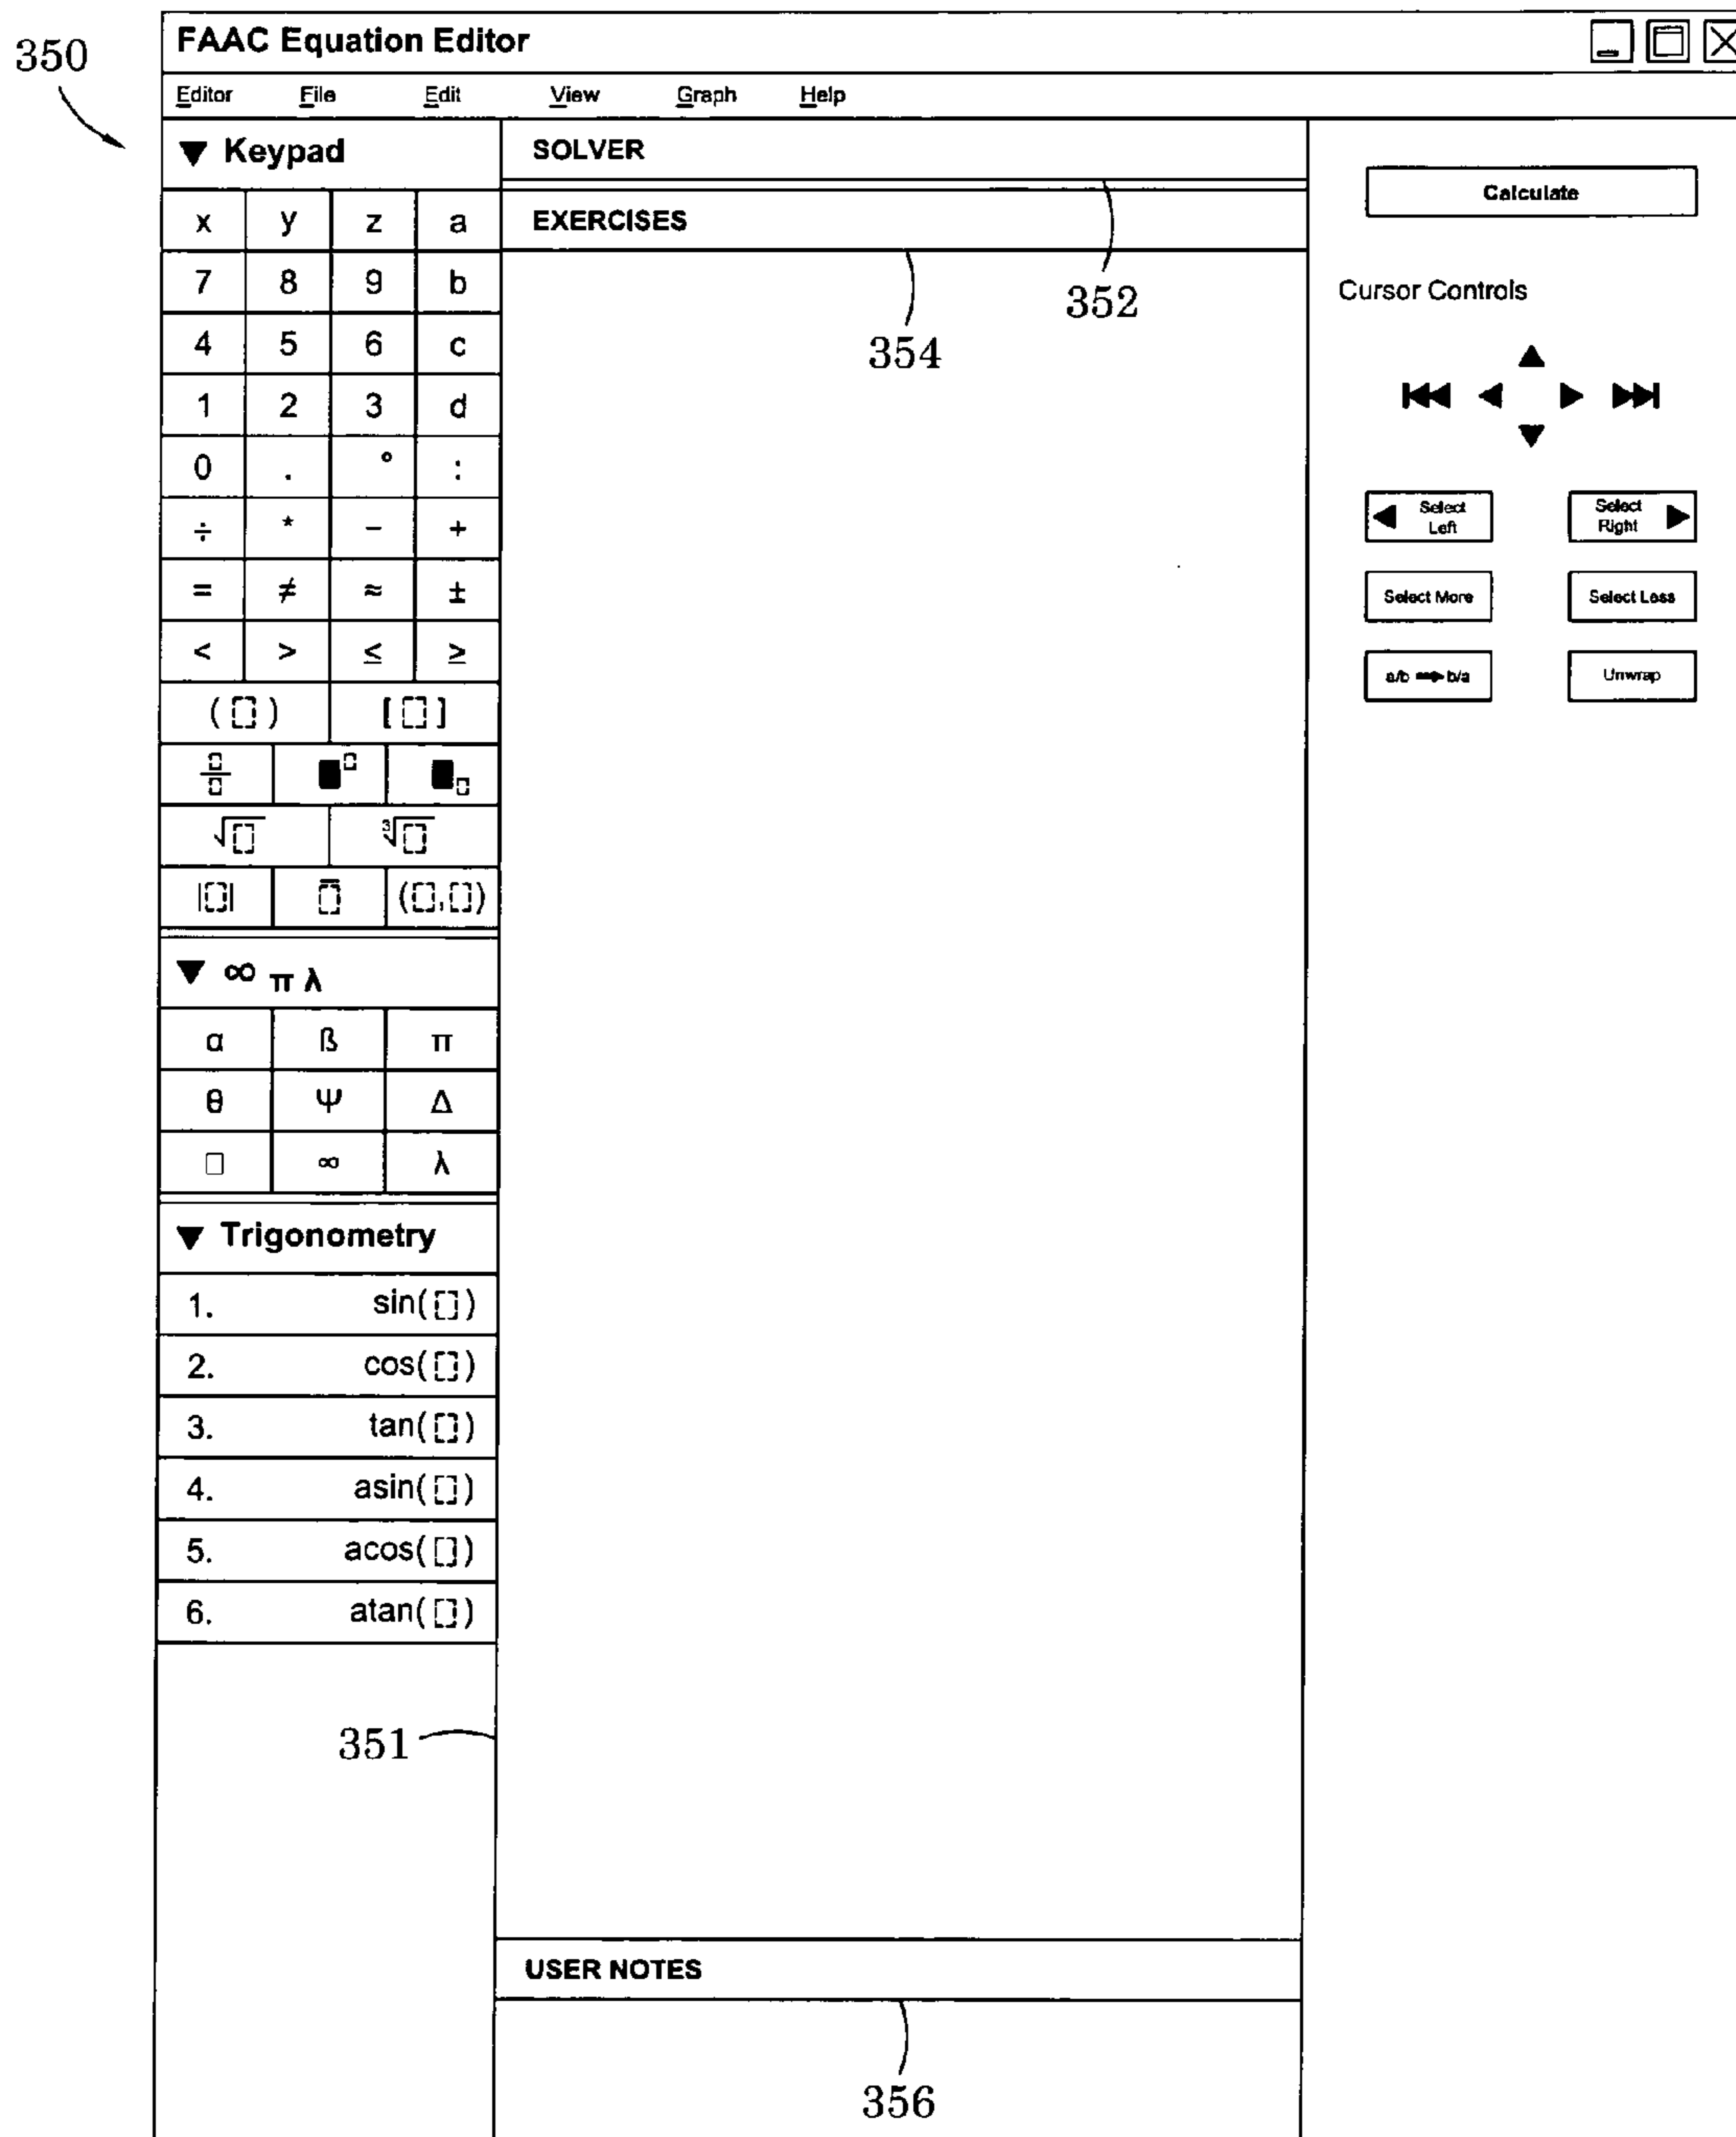 350
FAAC Equation Editor
Editor File Edit View Graph Help
▼ Keypad
x y z a
7 8 9 b
4 5 6 c
1 2 3 d
0 . ° :
÷ * − +
= ≠ ≈ ±
< > ≤ ≥
(▯) [▯]
▯/▯ ■▯ ■▯
√▯ 3√▯
|▯| ▯̅ (▯,▯)
▼ ∞ π λ
α ß π
θ Ψ Δ
□ ∞ λ
▼ Trigonometry
1. sin(▯)
2. cos(▯)
3. tan(▯)
4. asin(▯)
5. acos(▯)
6. atan(▯)
351
SOLVER
352
EXERCISES
354
USER NOTES
356
Calculate
Cursor Controls
Select Left
Select Right
Select More
Select Less
a/b ➡ b/a
Unwrap